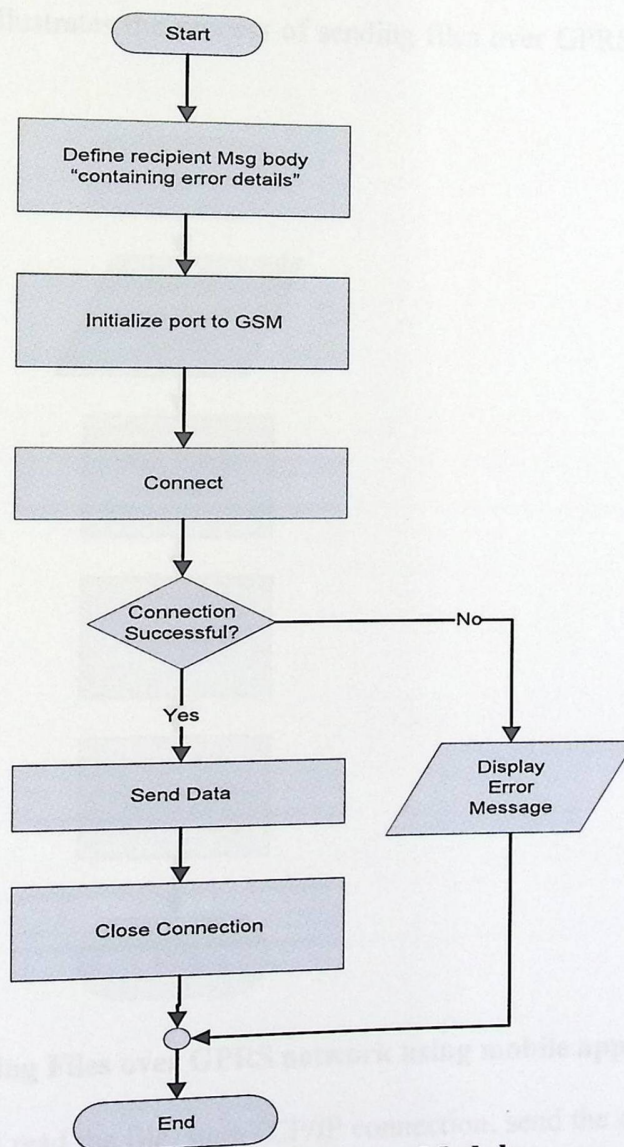 Start
Define recipient Msg body
“containing error details”
Initialize port to GSM
Connect
Connection
Successful?
No
Yes
Display
Error
Message
Send Data
Close Connection
End